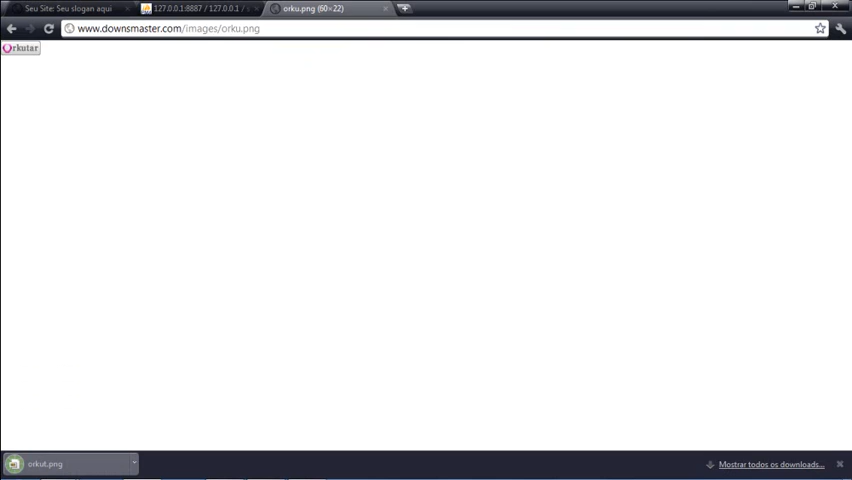 Seu Site: Seu slogan aqui
127.0.0.1:8887 / 127.0.0.1 / s
orku.png (60×22)
www.downsmaster.com/images/orku.png
Orkutar
orkut.png
Mostrar todos os downloads...